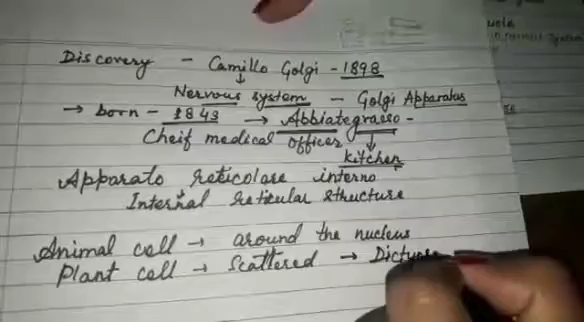 Discovery - Camillo Golgi - 1898
↓
Nervous system - Golgi Apparatus
→ born - 1843 → Abbiategrasso -
Cheif medical officer ↓
kitchen
Apparato reticolare interno
Internal reticular structure
Animal cell → around the nucleus
Plant cell → Scattered →